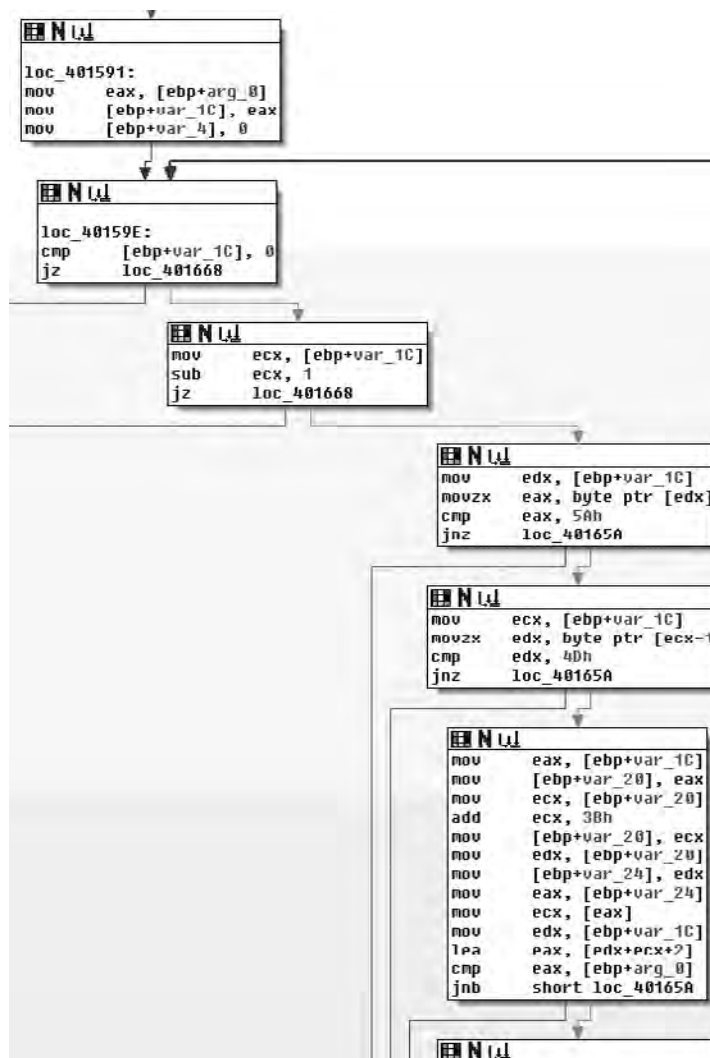 loc_401591:
mov eax, [ebp+arg_0]
mov [ebp+var_1C], eax
mov [ebp+var_4], 0
loc_40159E:
cmp [ebp+var_1C], 0
jz loc_401668
mov ecx, [ebp+var_1C]
sub ecx, 1
jz loc_401668
mov edx, [ebp+var_1C]
movzx eax, byte ptr [edx]
cmp eax, 5Ah
jnz loc_40165A
mov ecx, [ebp+var_1C]
movzx edx, byte ptr [ecx-1
cmp edx, 4Dh
jnz loc_40165A
mov eax, [ebp+var_1C]
mov [ebp+var_20], eax
mov ecx, [ebp+var_20]
add ecx, 3Bh
mov [ebp+var_20], ecx
mov edx, [ebp+var_20]
mov [ebp+var_24], edx
mov eax, [ebp+var_24]
mov ecx, [eax]
mov edx, [ebp+var_1C]
lea eax, [edx+ecx+2]
cmp eax, [ebp+arg_0]
jnb short loc_40165A